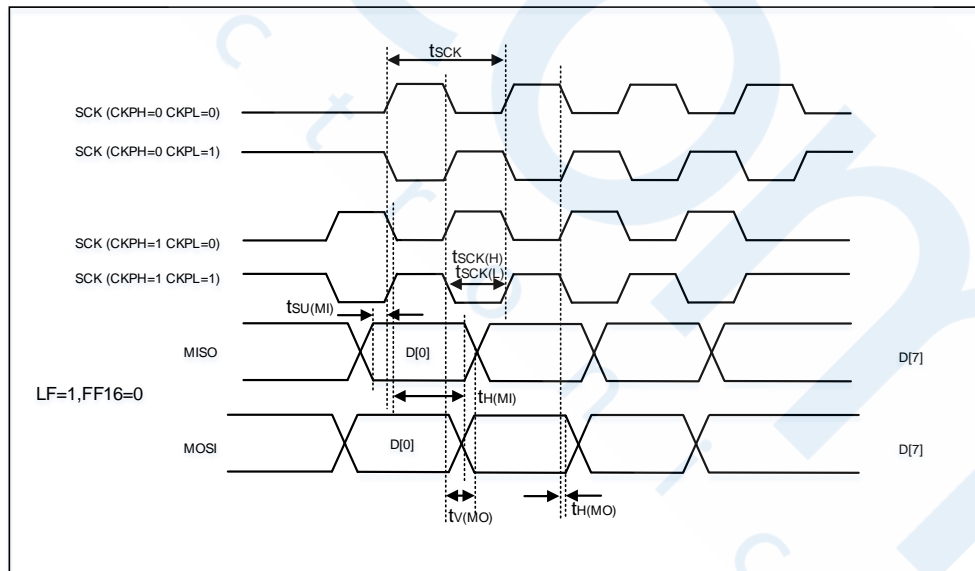 tSCK
SCK (CKPH=0 CKPL=0)
SCK (CKPH=0 CKPL=1)
SCK (CKPH=1 CKPL=0)
tSCK(H)
tSCK(L)
SCK (CKPH=1 CKPL=1)
tSU(MI)
MISO
D[0]
D[7]
LF=1,FF16=0
tH(MI)
MOSI
D[0]
D[7]
tV(MO)
tH(MO)